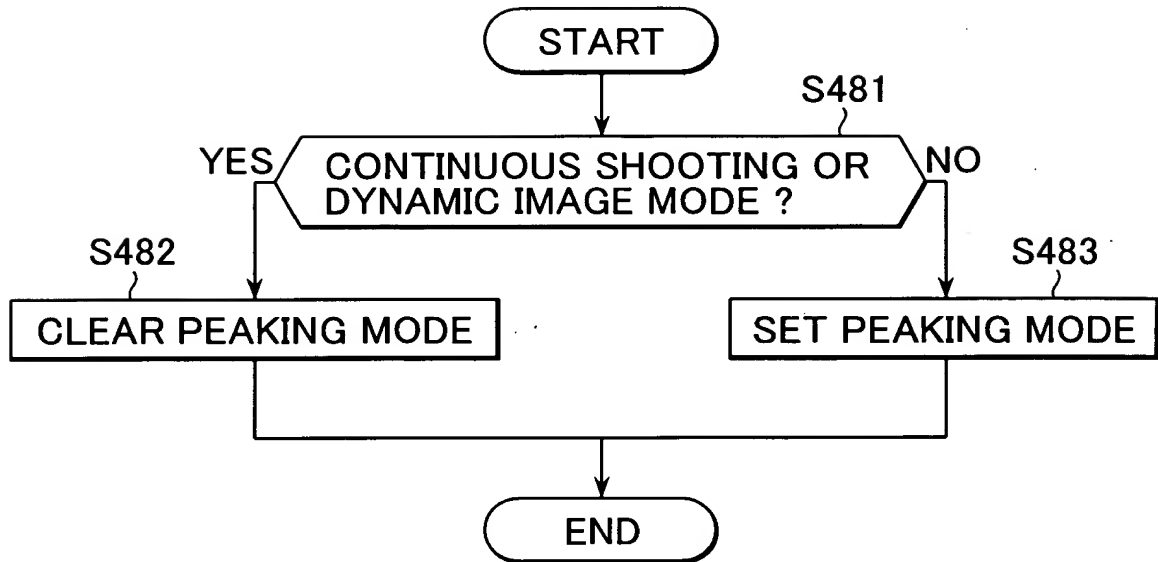 START
S481
YES
CONTINUOUS SHOOTING OR
DYNAMIC IMAGE MODE ?
NO
S482
CLEAR PEAKING MODE
S483
SET PEAKING MODE
END